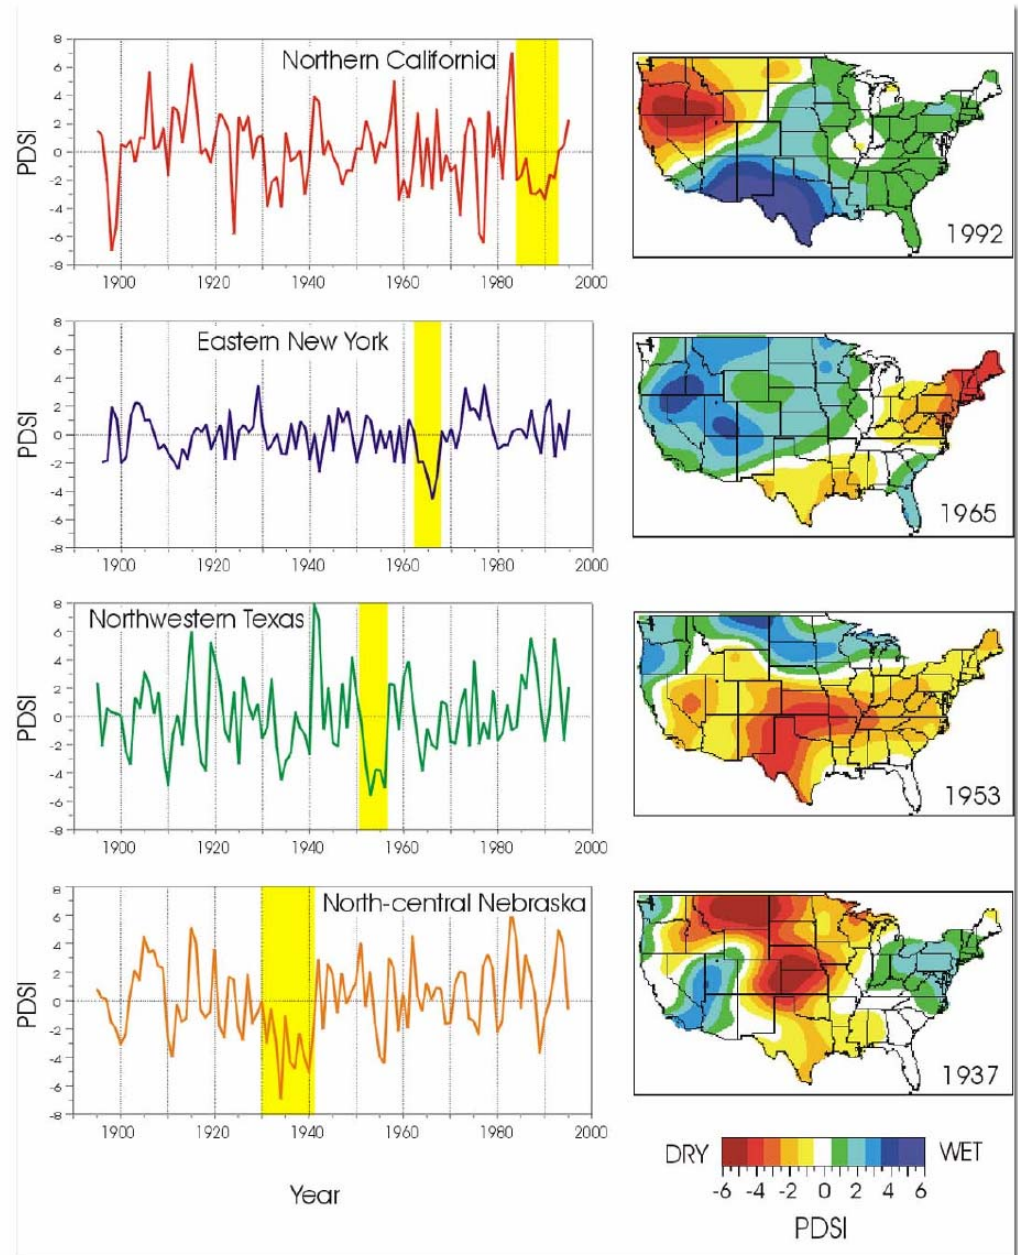 Northern California
PDSI
8
6
4
2
0
-2
-4
-6
-8
1900 1920 1940 1960 1980 2000
1992
Eastern New York
PDSI
8
6
4
2
0
-2
-4
-6
-8
1900 1920 1940 1960 1980 2000
1965
Northwestern Texas
PDSI
8
6
4
2
0
-2
-4
-6
-8
1900 1920 1940 1960 1980 2000
1953
North-central Nebraska
PDSI
8
6
4
2
0
-2
-4
-6
-8
1900 1920 1940 1960 1980 2000
1937
Year
DRY WET
-6 -4 -2 0 2 4 6
PDSI